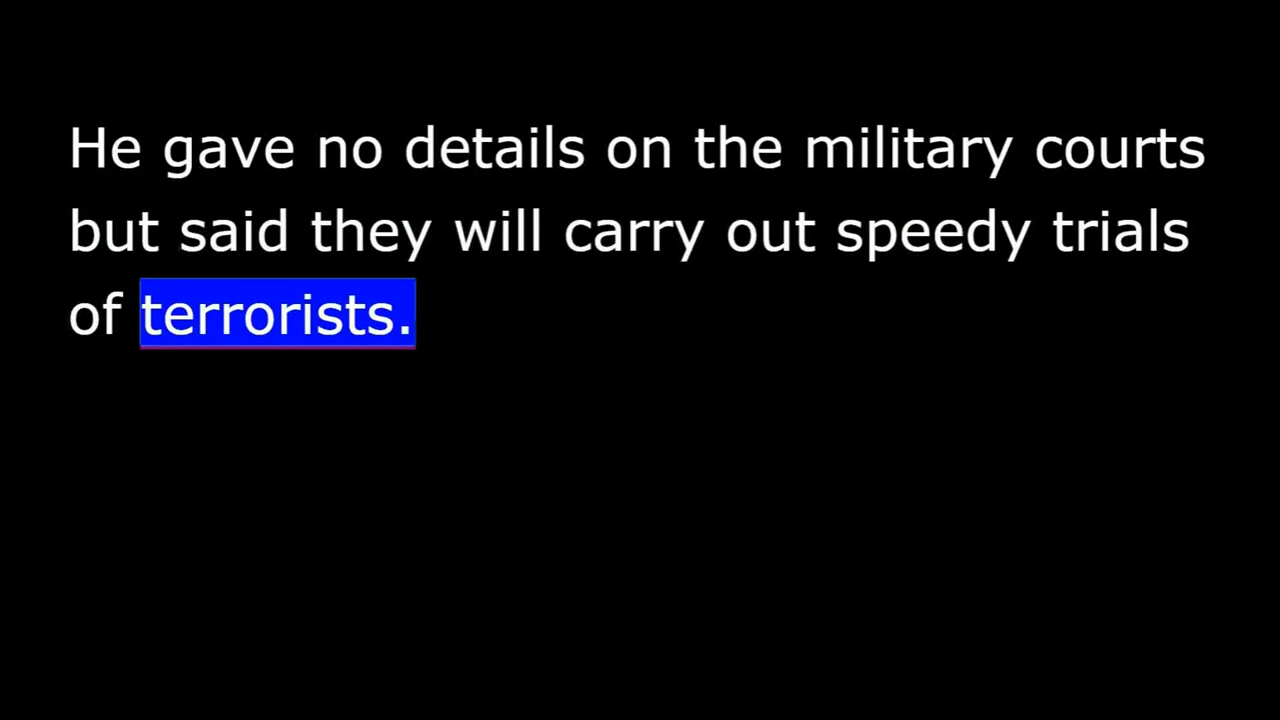 He gave no details on the military courts
but said they will carry out speedy trials
of terrorists.